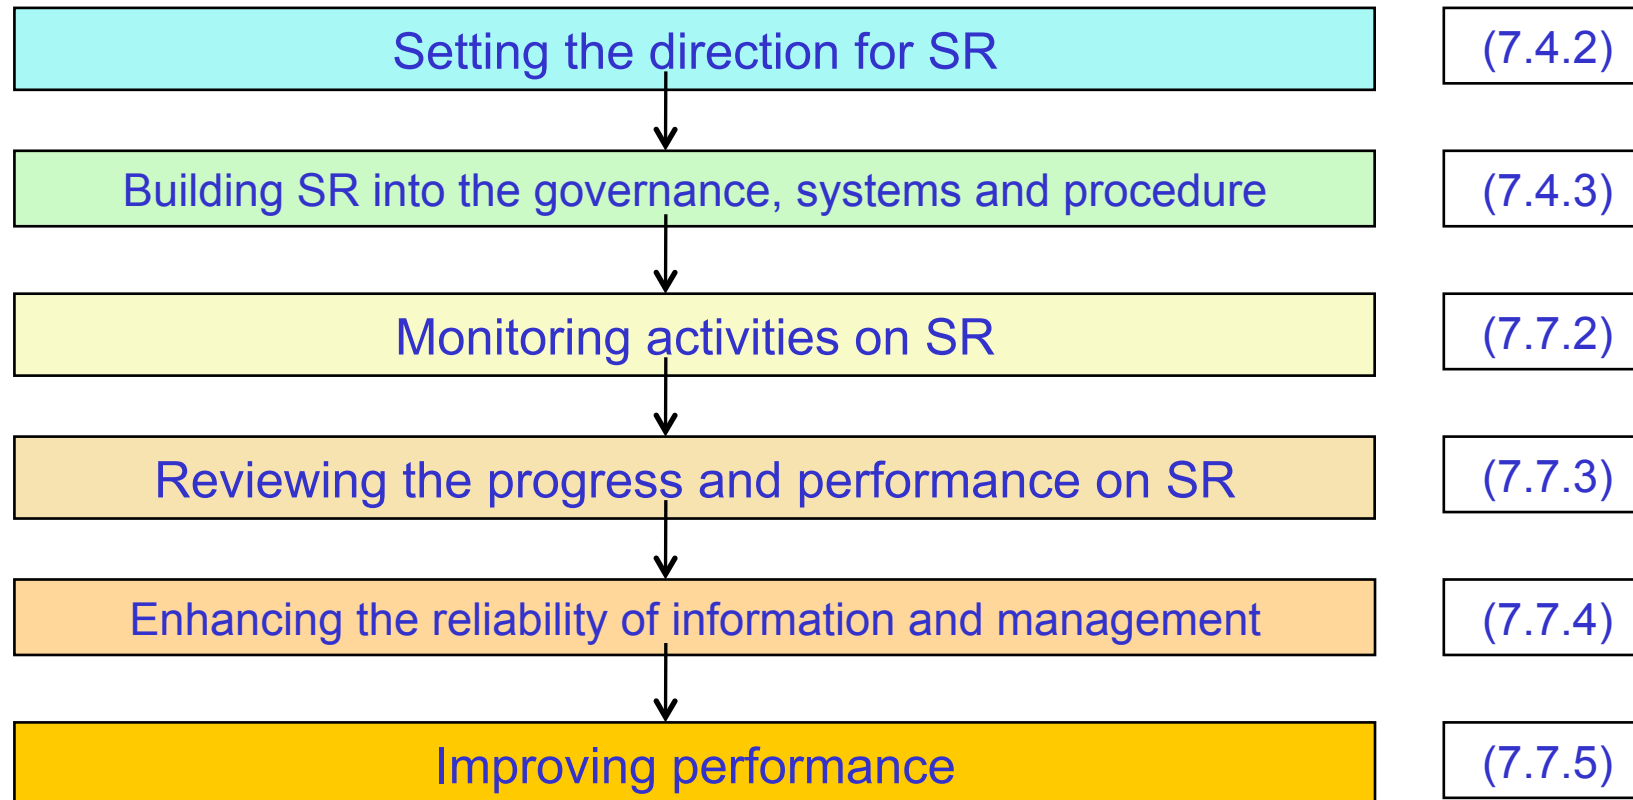 Setting the direction for SR (7.4.2)
Building SR into the governance, systems and procedure (7.4.3)
Monitoring activities on SR (7.7.2)
Reviewing the progress and performance on SR (7.7.3)
Enhancing the reliability of information and management (7.7.4)
Improving performance (7.7.5)